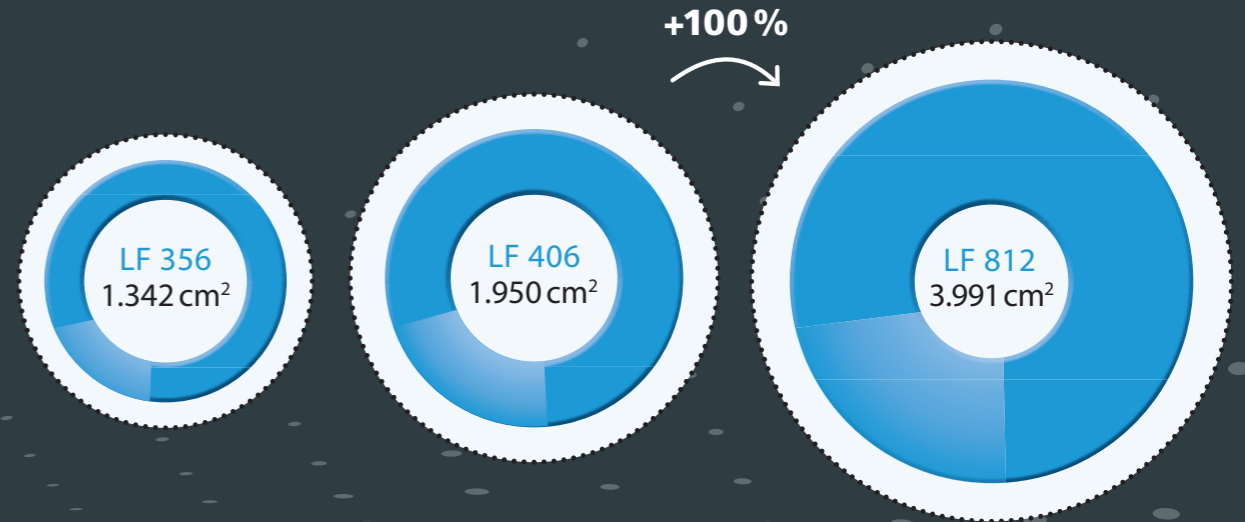 +100 %
LF 356
1.342 cm²
LF 406
1.950 cm²
LF 812
3.991 cm²